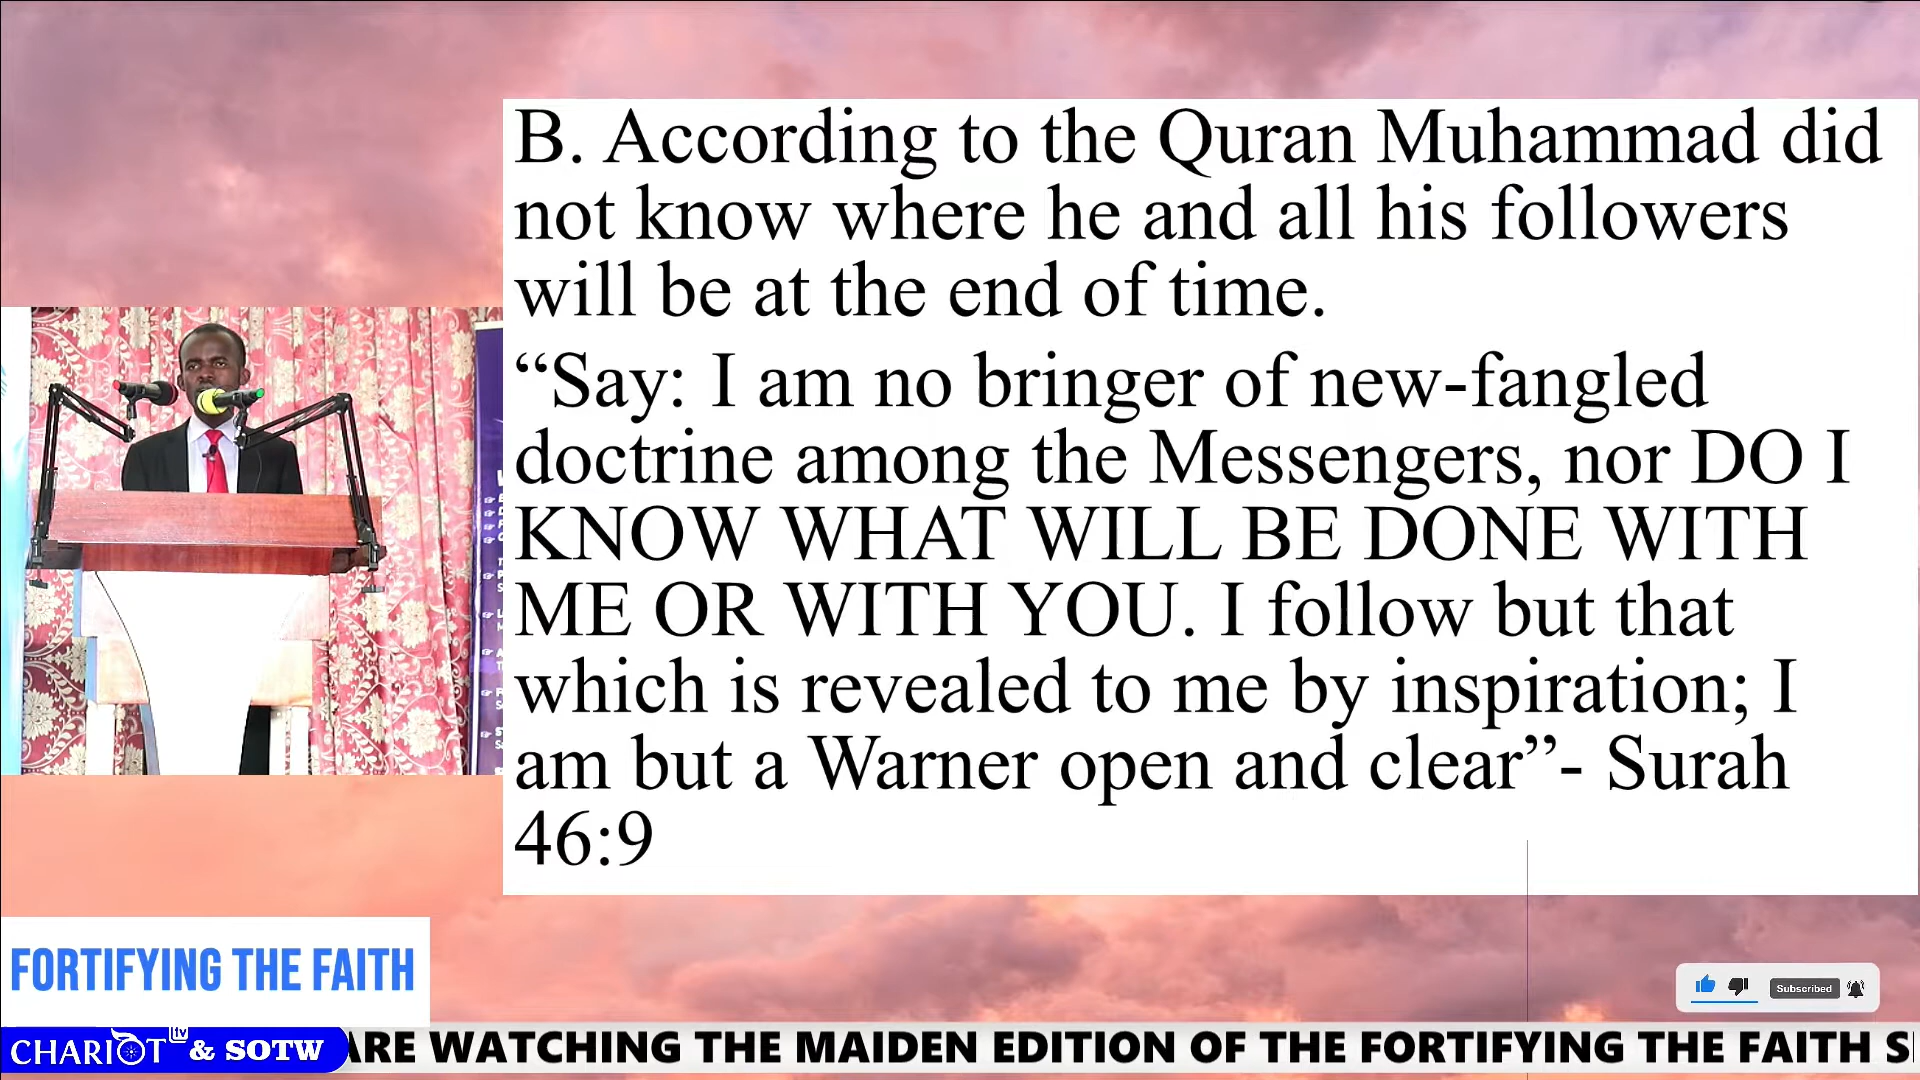 B. According to the Quran Muhammad did
not know where he and all his followers
will be at the end of time.
“Say: I am no bringer of new-fangled
doctrine among the Messengers, nor DO I
KNOW WHAT WILL BE DONE WITH
ME OR WITH YOU. I follow but that
which is revealed to me by inspiration; I
am but a Warner open and clear”- Surah
46:9
FORTIFYING THE FAITH
Subscribed
CHARIOT tv & SOTW
ARE WATCHING THE MAIDEN EDITION OF THE FORTIFYING THE FAITH S